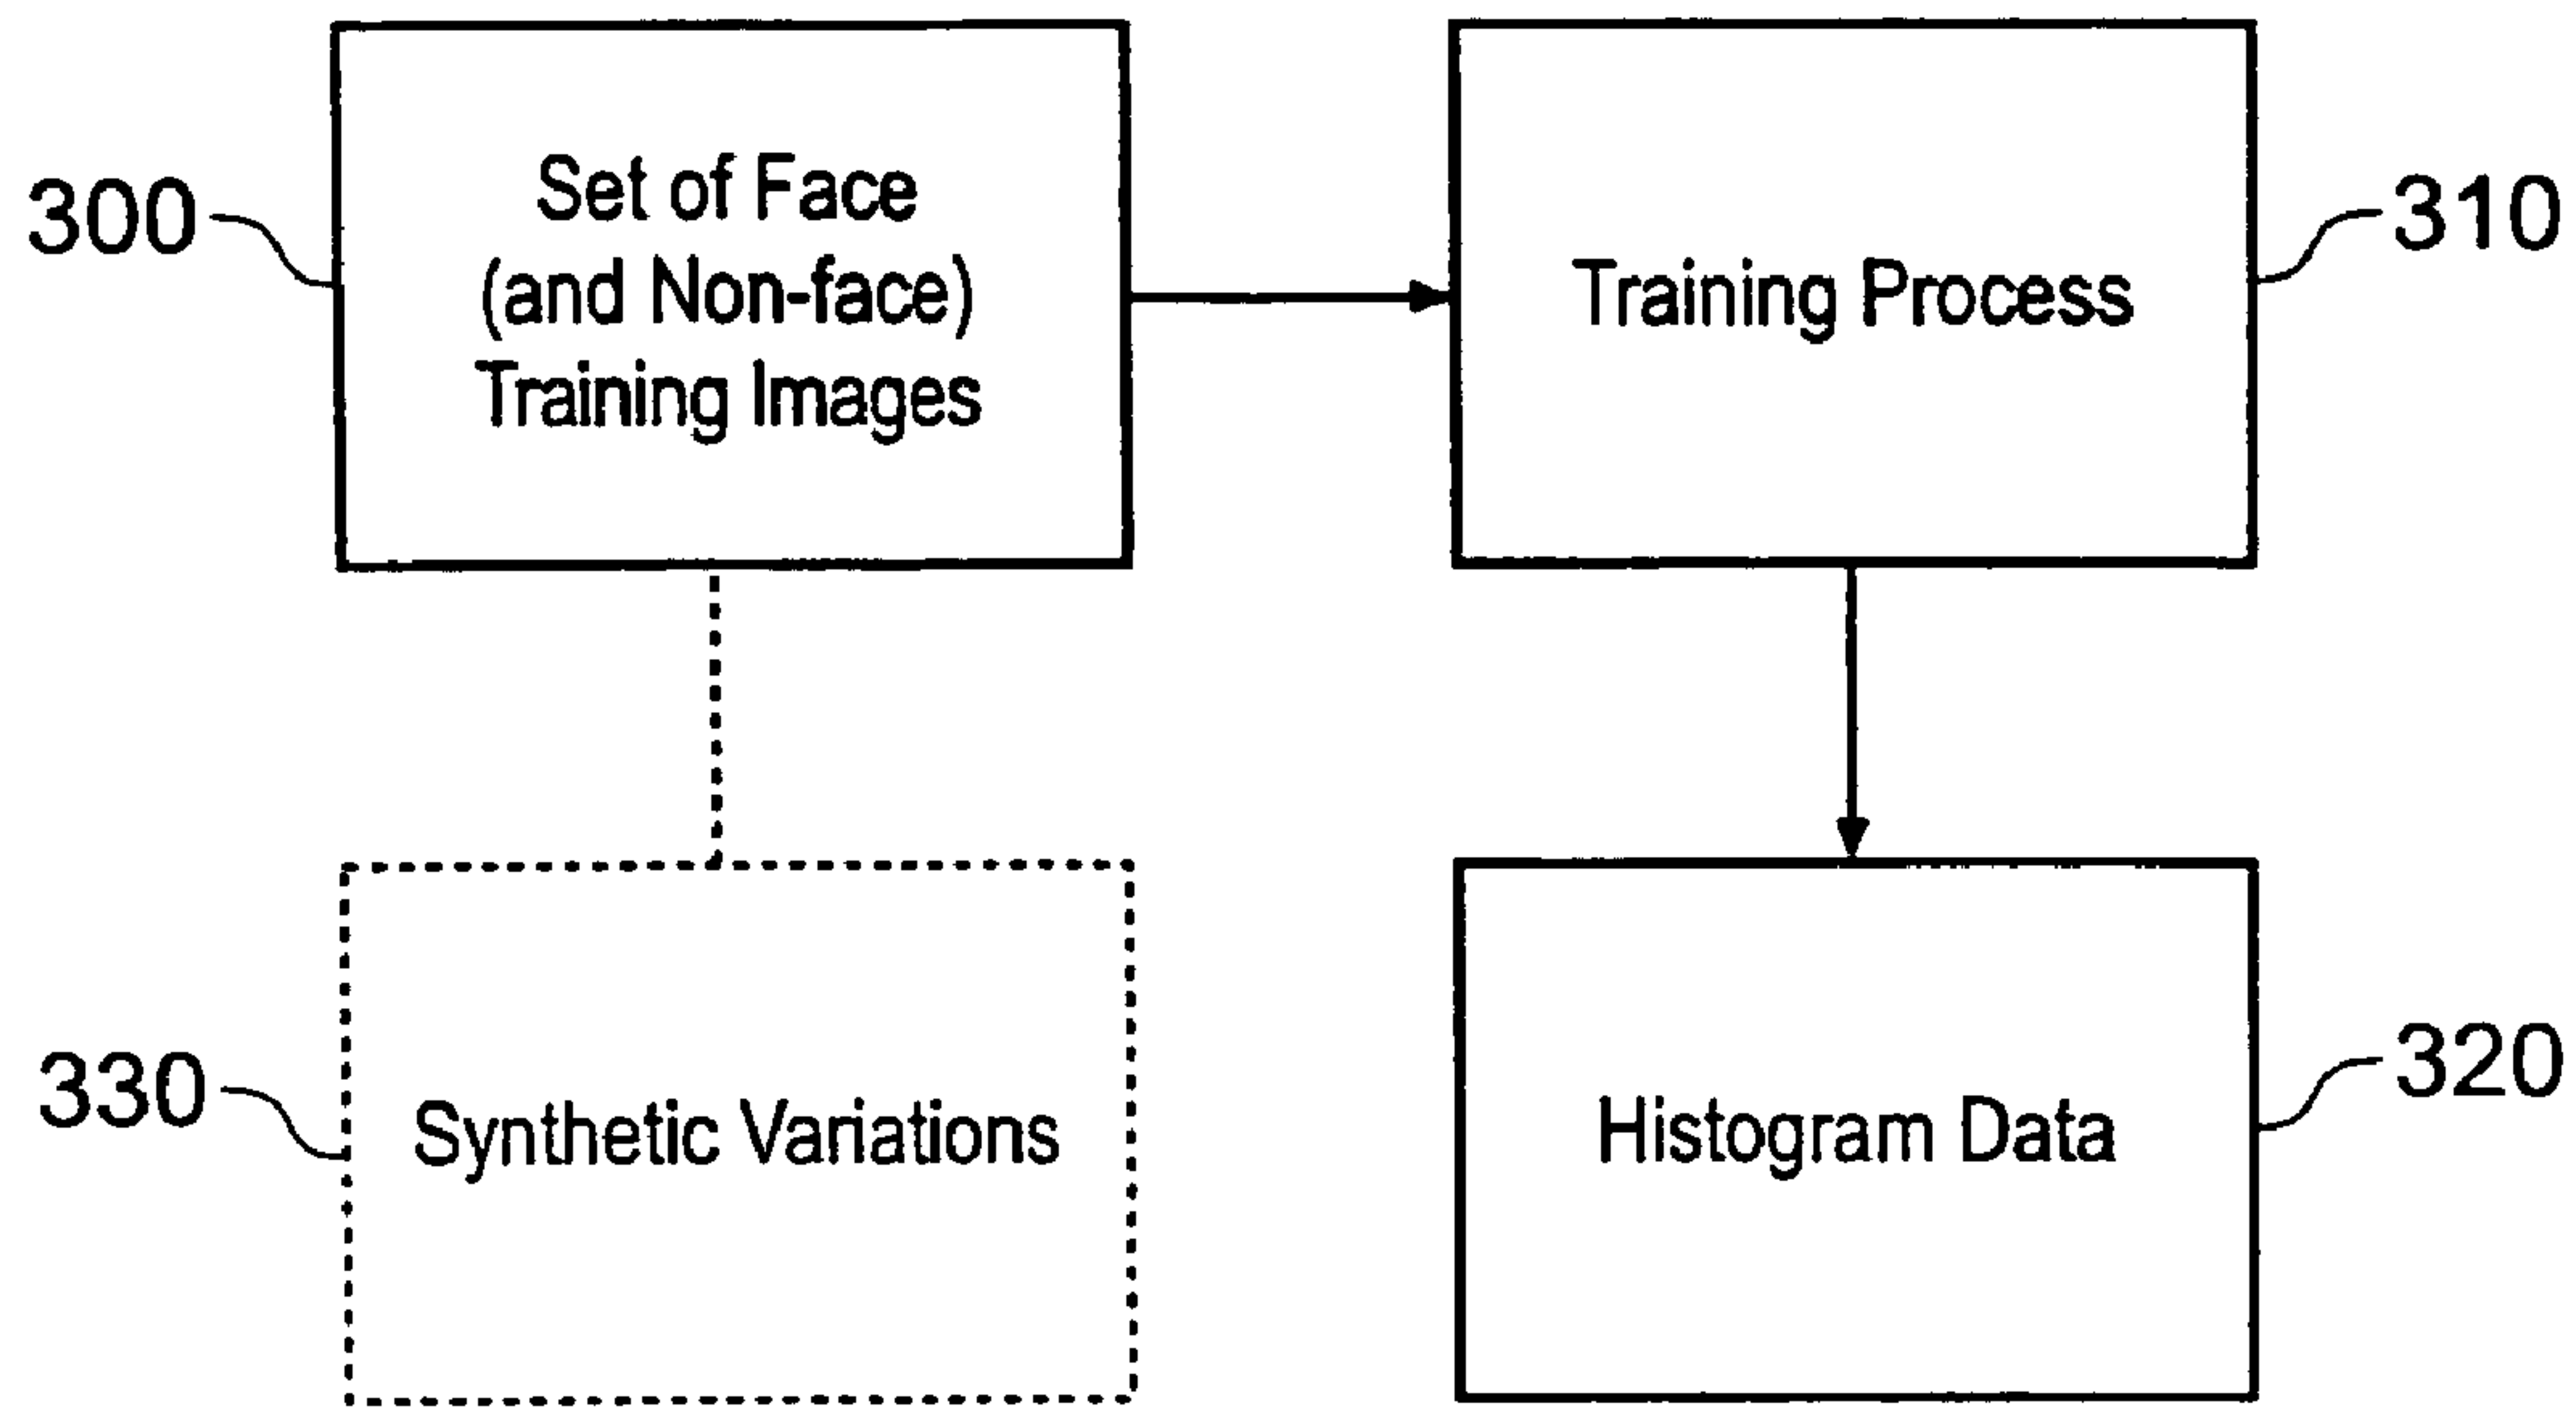 300
Set of Face
(and Non-face)
Training Images
Training Process
310
330
Synthetic Variations
Histogram Data
320